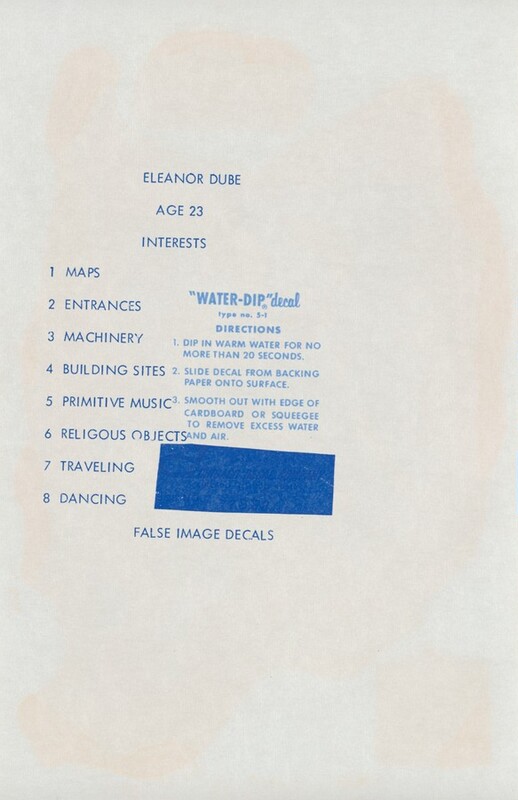 ELEANOR DUBE
AGE 23
INTERESTS
1 MAPS
2 ENTRANCES
3 MACHINERY
4 BUILDING SITES
5 PRIMITIVE MUSIC
6 RELIGOUS OBJECTS
7 TRAVELING
8 DANCING
FALSE IMAGE DECALS
"WATER-DIP"® decal
type no. S-1
DIRECTIONS
1. DIP IN WARM WATER FOR NO
MORE THAN 20 SECONDS.
2. SLIDE DECAL FROM BACKING
PAPER ONTO SURFACE.
3. SMOOTH OUT WITH EDGE OF
CARDBOARD OR SQUEEGEE
TO REMOVE EXCESS WATER
AND AIR.